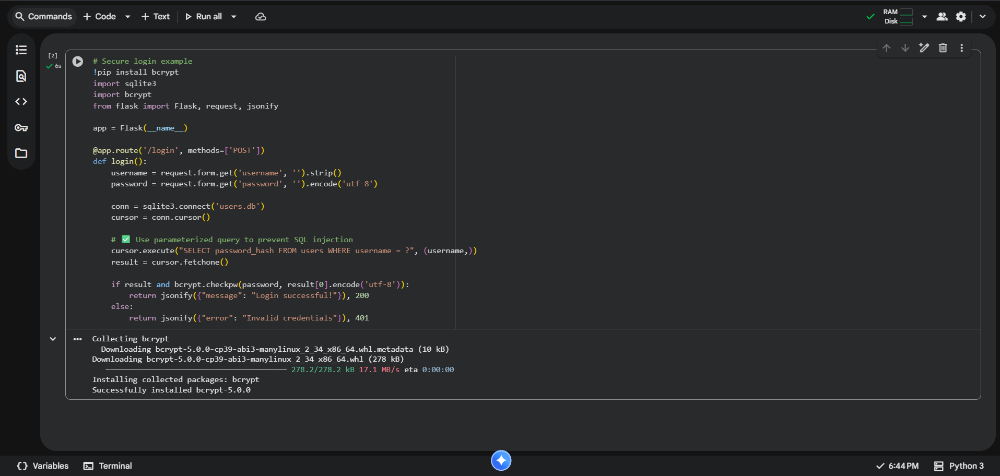 Commands + Code + Text Run all RAM
Disk
[2]
6s
# Secure login example
!pip install bcrypt
import sqlite3
import bcrypt
from flask import Flask, request, jsonify
app = Flask(__name__)
@app.route('/login', methods=['POST'])
def login():
    username = request.form.get('username', '').strip()
    password = request.form.get('password', '').encode('utf-8')
    conn = sqlite3.connect('users.db')
    cursor = conn.cursor()
    # ✅ Use parameterized query to prevent SQL injection
    cursor.execute("SELECT password_hash FROM users WHERE username = ?", (username,))
    result = cursor.fetchone()
    if result and bcrypt.checkpw(password, result[0].encode('utf-8')):
        return jsonify({"message": "Login successful!"}), 200
    else:
        return jsonify({"error": "Invalid credentials"}), 401
Collecting bcrypt
  Downloading bcrypt-5.0.0-cp39-abi3-manylinux_2_34_x86_64.whl.metadata (10 kB)
Downloading bcrypt-5.0.0-cp39-abi3-manylinux_2_34_x86_64.whl (278 kB)
278.2/278.2 kB 17.1 MB/s eta 0:00:00
Installing collected packages: bcrypt
Successfully installed bcrypt-5.0.0
Variables Terminal 6:44 PM Python 3